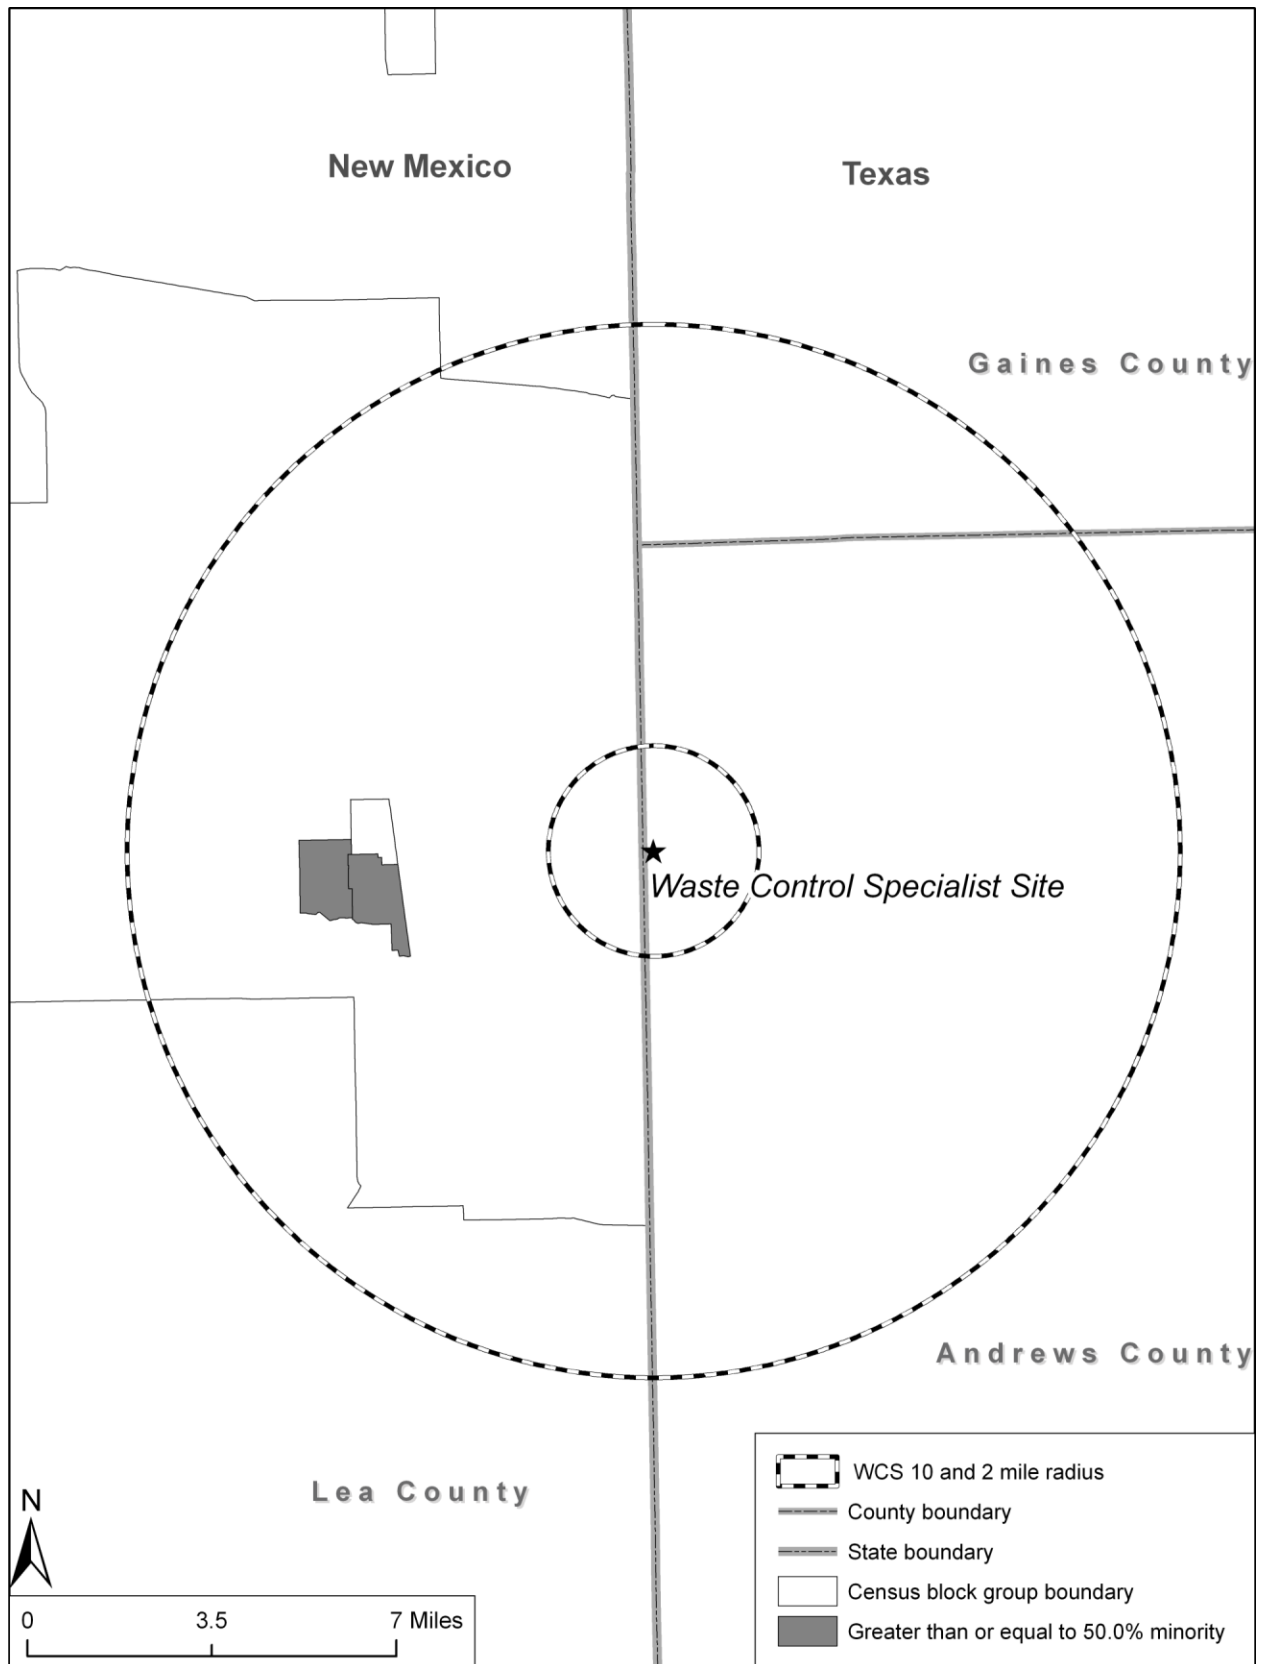 New Mexico
Texas
Gaines County
Waste Control Specialist Site
Andrews County
Lea County
N
0 3.5 7 Miles
WCS 10 and 2 mile radius
County boundary
State boundary
Census block group boundary
Greater than or equal to 50.0% minority